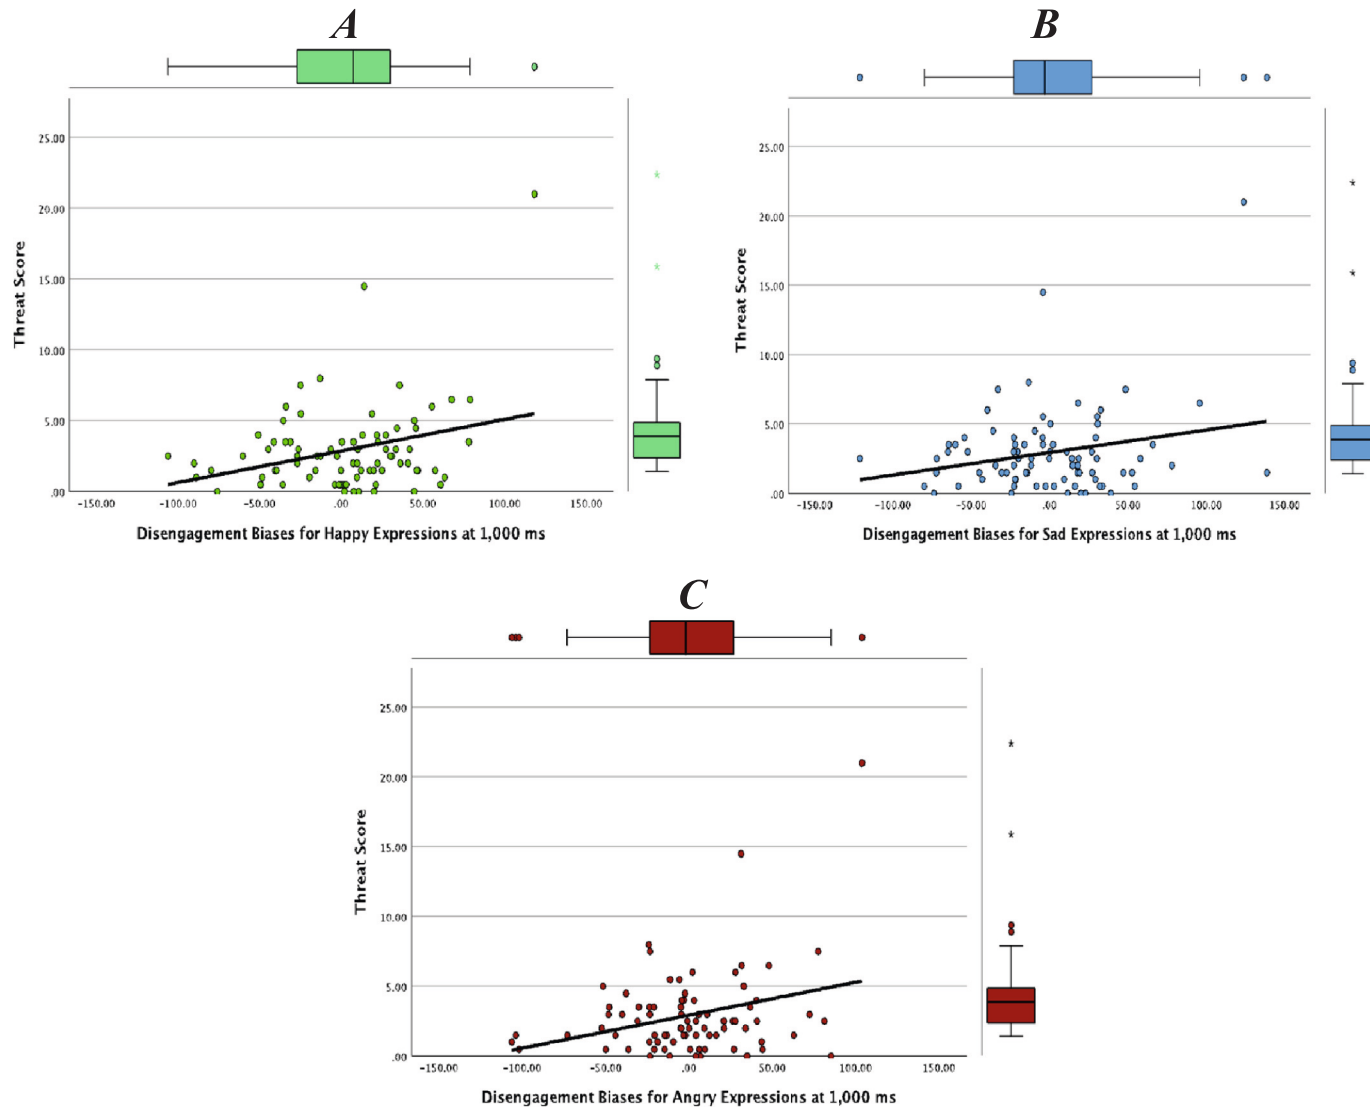 A
B
25.00
20.00
15.00
10.00
5.00
.00
Threat Score
-150.00 -100.00 -50.00 .00 50.00 100.00 150.00
Disengagement Biases for Happy Expressions at 1,000 ms
25.00
20.00
15.00
10.00
5.00
.00
Threat Score
-150.00 -100.00 -50.00 .00 50.00 100.00 150.00
Disengagement Biases for Sad Expressions at 1,000 ms
C
25.00
20.00
15.00
10.00
5.00
.00
Threat Score
-150.00 -100.00 -50.00 .00 50.00 100.00 150.00
Disengagement Biases for Angry Expressions at 1,000 ms